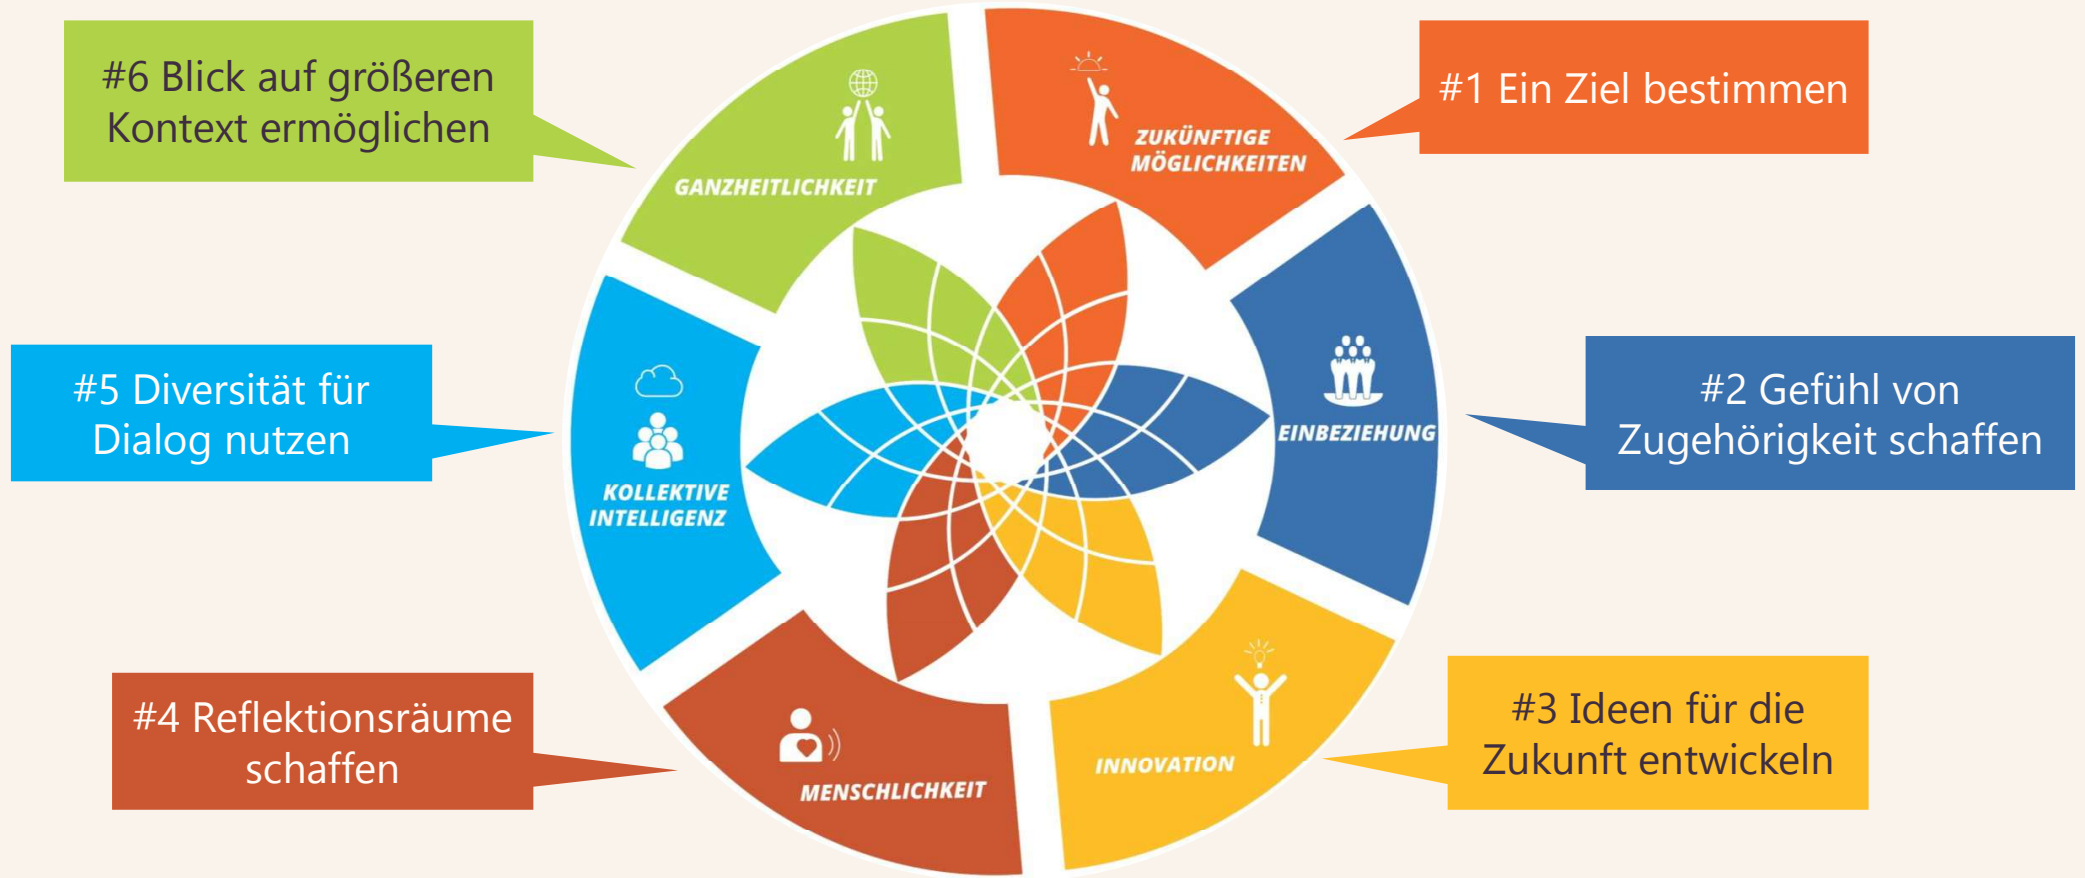 #6 Blick auf größeren
Kontext ermöglichen
#1 Ein Ziel bestimmen
ZUKÜNFTIGE
MÖGLICHKEITEN
GANZHEITLICHKEIT
#5 Diversität für
Dialog nutzen
#2 Gefühl von
Zugehörigkeit schaffen
EINBEZIEHUNG
KOLLEKTIVE
INTELLIGENZ
#4 Reflektionsräume
schaffen
#3 Ideen für die
Zukunft entwickeln
INNOVATION
MENSCHLICHKEIT